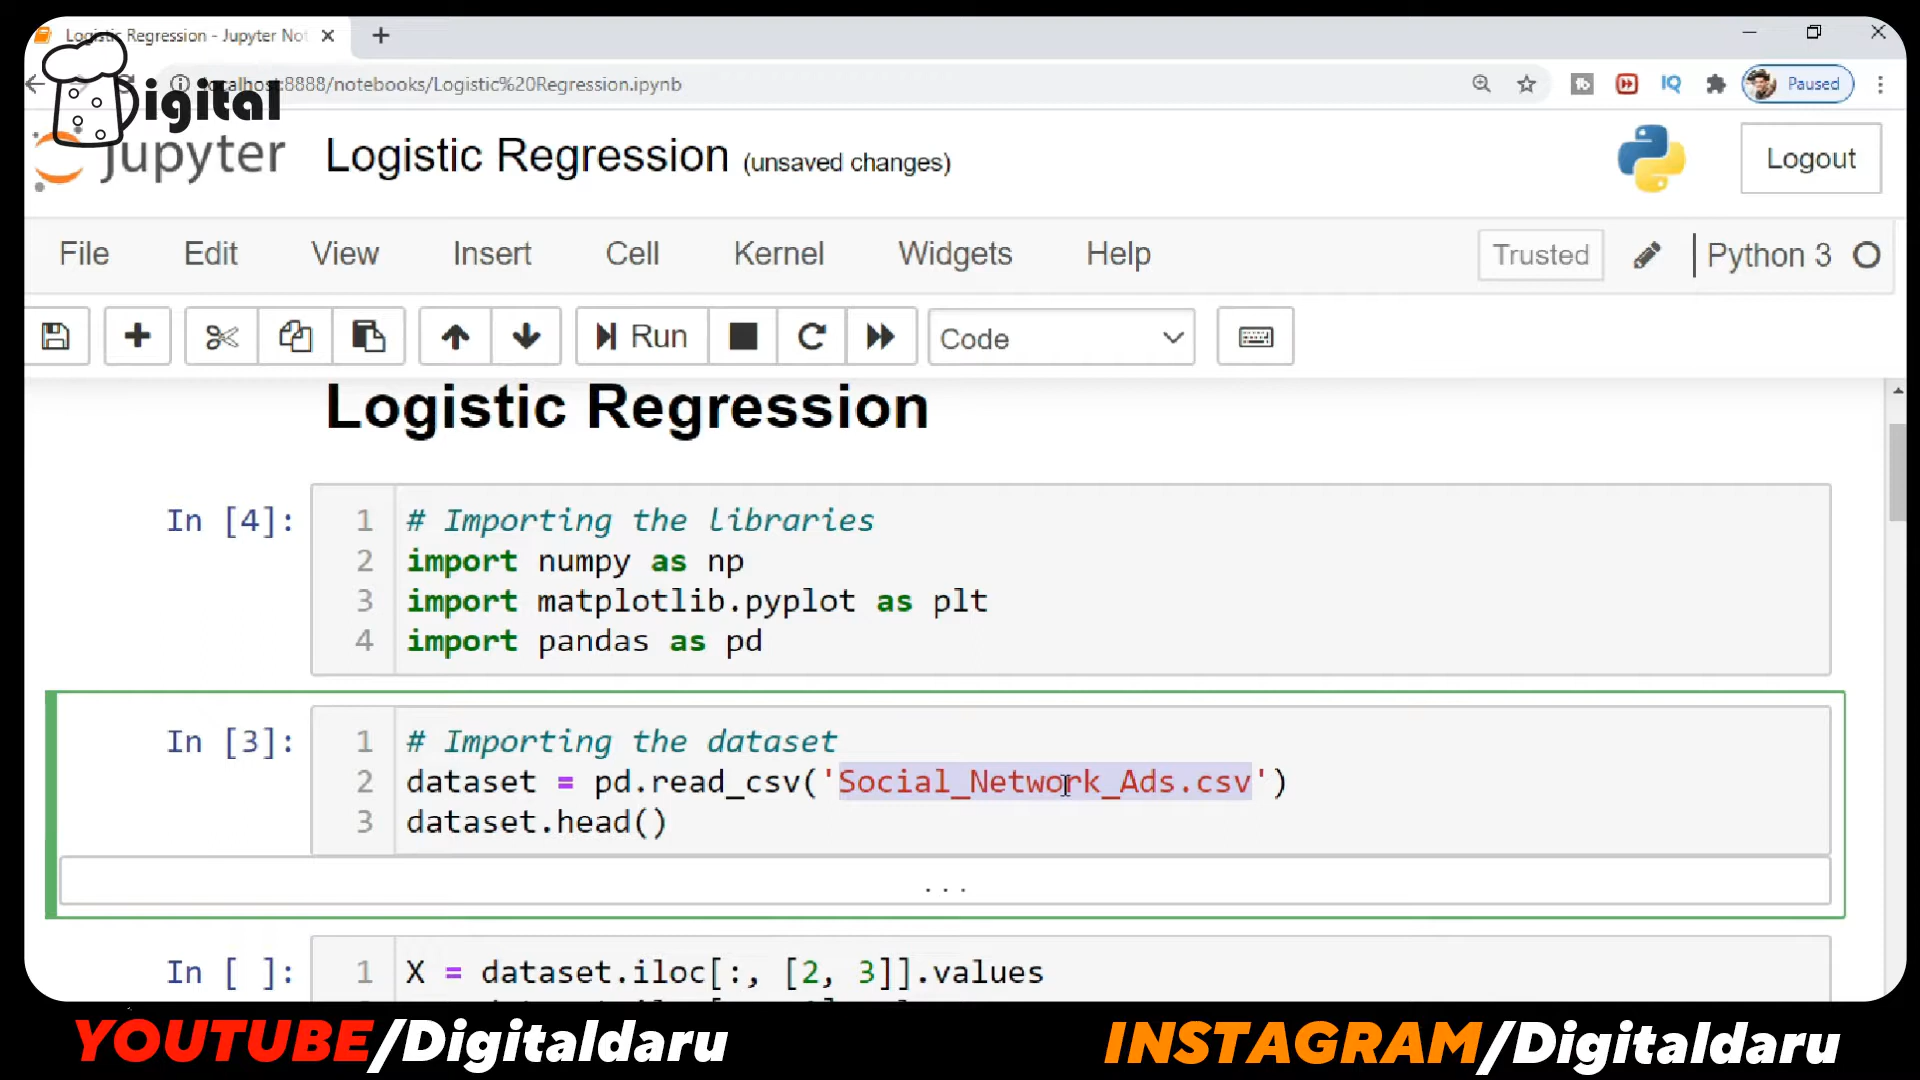 Logistic Regression - Jupyter Not
localhost:8888/notebooks/Logistic%20Regression.ipynb
Paused
Digital
jupyter Logistic Regression (unsaved changes)
Logout
File Edit View Insert Cell Kernel Widgets Help
Trusted
Python 3
Run
Code
Logistic Regression
In [4]:
1 # Importing the libraries
2 import numpy as np
3 import matplotlib.pyplot as plt
4 import pandas as pd
In [3]:
1 # Importing the dataset
2 dataset = pd.read_csv('Social_Network_Ads.csv')
3 dataset.head()
...
In [ ]:
1 X = dataset.iloc[:, [2, 3]].values
YOUTUBE/Digitaldaru
INSTAGRAM/Digitaldaru